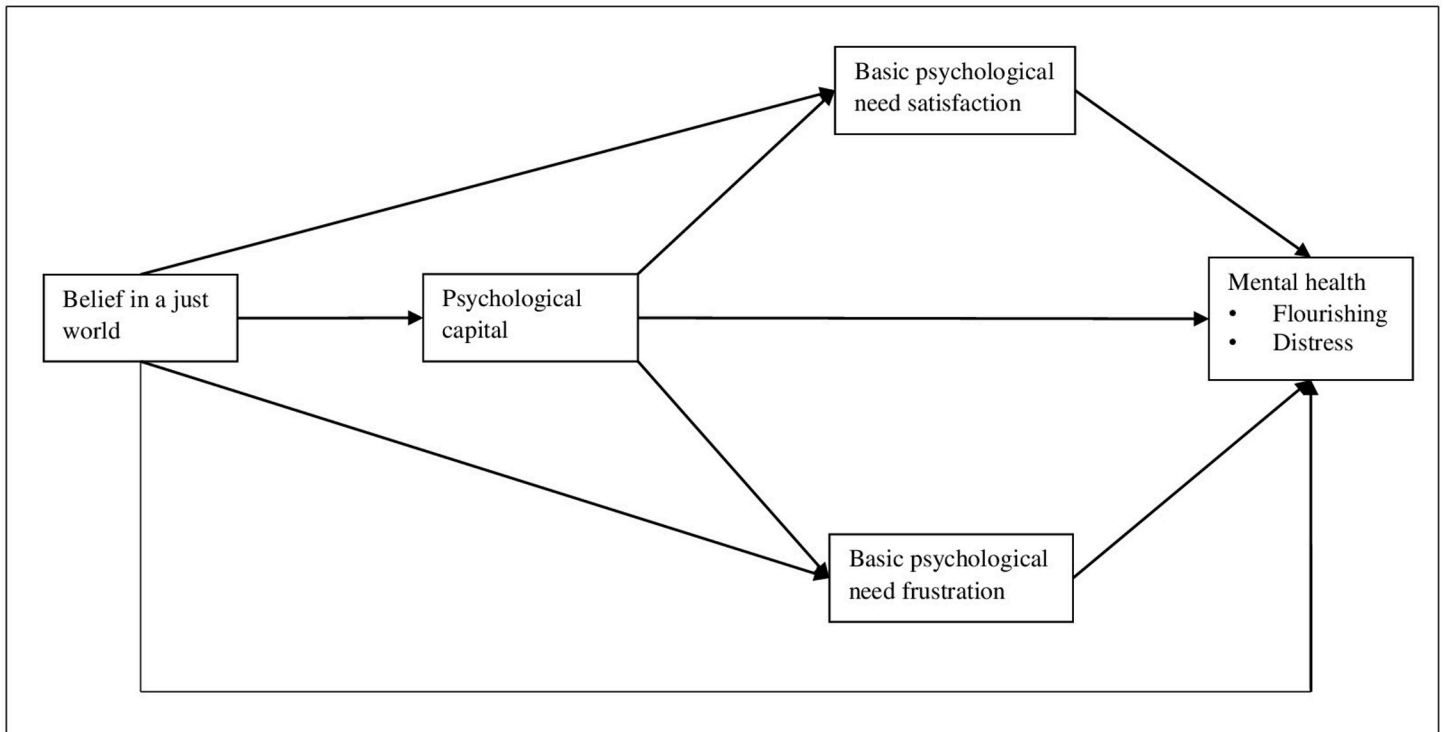 Basic psychological
need satisfaction
Belief in a just
world
Psychological
capital
Mental health
• Flourishing
• Distress
Basic psychological
need frustration